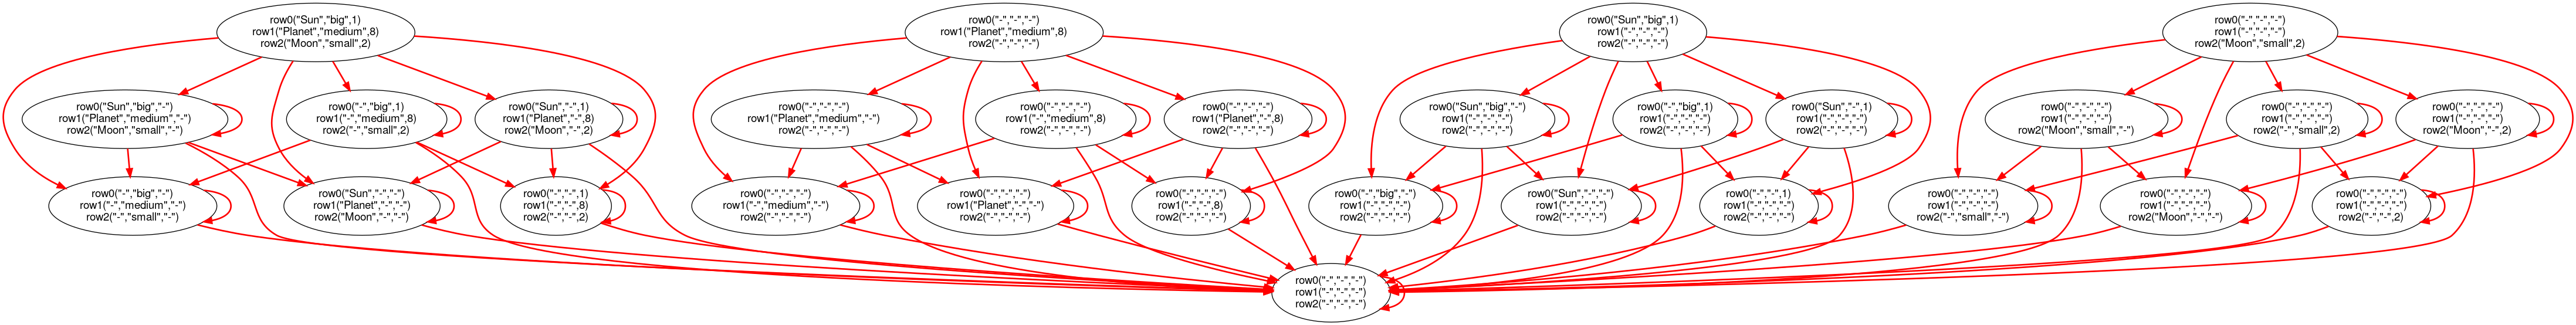 row0("Sun","big",1)
row1("Planet","medium",8)
row2("Moon","small",2)
row0("-","-","-")
row1("Planet","medium",8)
row2("-","-","-")
row0("Sun","big",1)
row1("-","-","-")
row2("-","-","-")
row0("-","-","-")
row1("-","-","-")
row2("Moon","small",2)
row0("Sun","big","-")
row1("Planet","medium","-")
row2("Moon","small","-")
row0("-","big",1)
row1("-","medium",8)
row2("-","small",2)
row0("Sun","-",1)
row1("Planet","-",8)
row2("Moon","-",2)
row0("-","-","-")
row1("Planet","medium","-")
row2("-","-","-")
row0("-","-","-")
row1("-","medium",8)
row2("-","-","-")
row0("-","-","-")
row1("Planet","-",8)
row2("-","-","-")
row0("Sun","big","-")
row1("-","-","-")
row2("-","-","-")
row0("-","big",1)
row1("-","-","-")
row2("-","-","-")
row0("Sun","-",1)
row1("-","-","-")
row2("-","-","-")
row0("-","-","-")
row1("-","-","-")
row2("Moon","small","-")
row0("-","-","-")
row1("-","-","-")
row2("-","small",2)
row0("-","-","-")
row1("-","-","-")
row2("Moon","-",2)
row0("-","big","-")
row1("-","medium","-")
row2("-","small","-")
row0("Sun","-","-")
row1("Planet","-","-")
row2("Moon","-","-")
row0("-","-",1)
row1("-","-",8)
row2("-","-",2)
row0("-","-","-")
row1("-","medium","-")
row2("-","-","-")
row0("-","-","-")
row1("Planet","-","-")
row2("-","-","-")
row0("-","-","-")
row1("-","-",8)
row2("-","-","-")
row0("-","big","-")
row1("-","-","-")
row2("-","-","-")
row0("Sun","-","-")
row1("-","-","-")
row2("-","-","-")
row0("-","-",1)
row1("-","-","-")
row2("-","-","-")
row0("-","-","-")
row1("-","-","-")
row2("-","small","-")
row0("-","-","-")
row1("-","-","-")
row2("Moon","-","-")
row0("-","-","-")
row1("-","-","-")
row2("-","-",2)
row0("-","-","-")
row1("-","-","-")
row2("-","-","-")